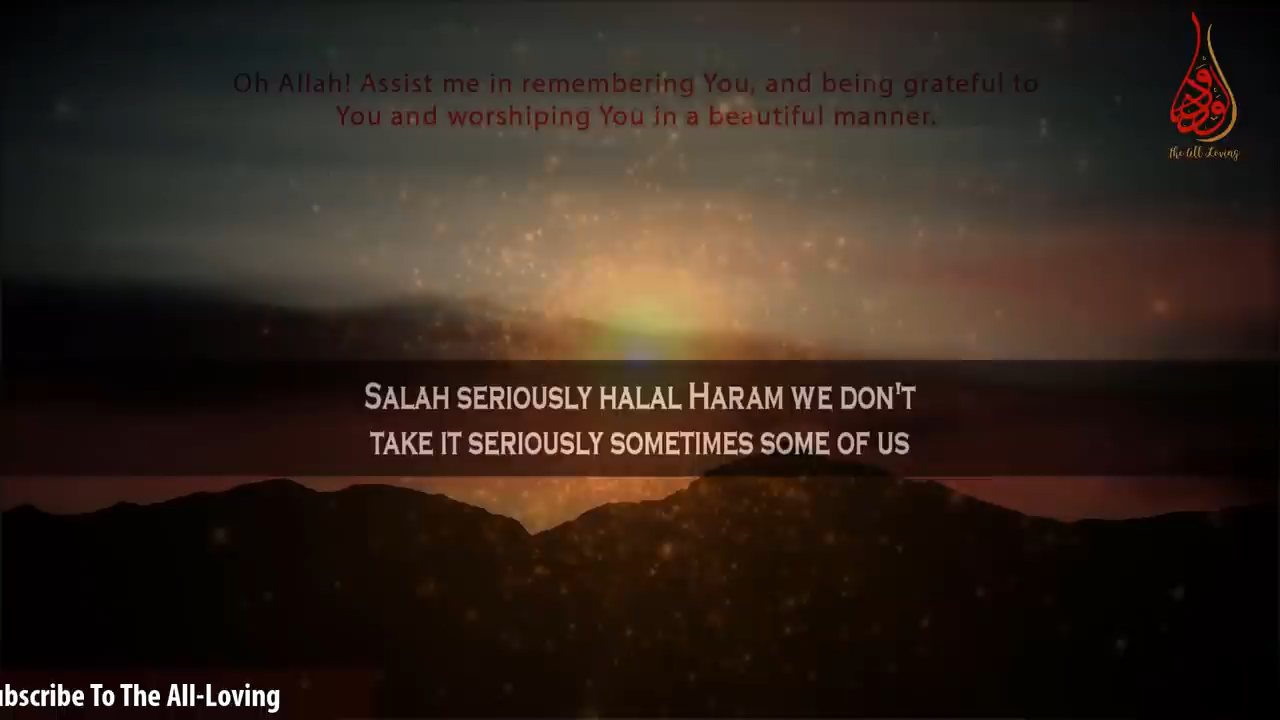 Oh Allah! Assist me in remembering You, and being grateful to
You and worshiping You in a beautiful manner.
the All Loving
SALAH SERIOUSLY HALAL HARAM WE DON'T
TAKE IT SERIOUSLY SOMETIMES SOME OF US
ubscribe To The All-Loving